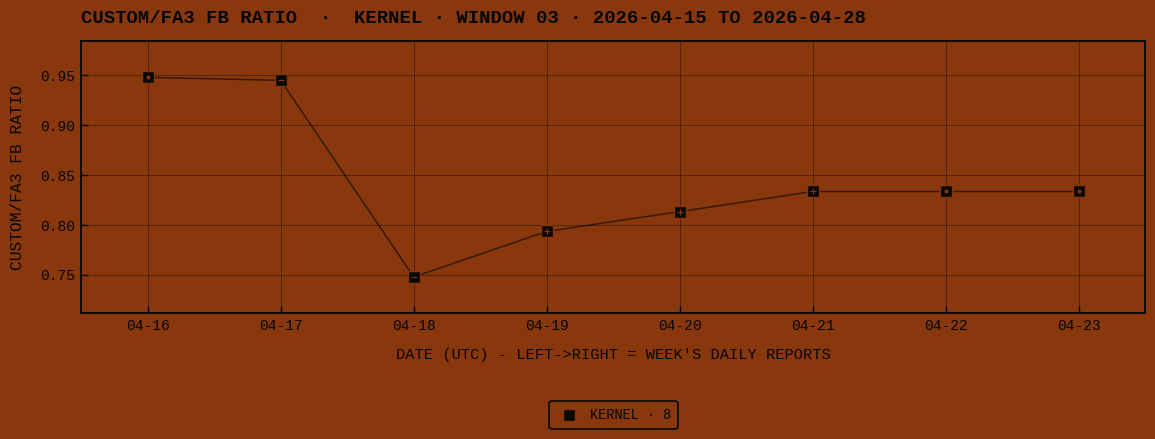 CUSTOM/FA3 FB RATIO · KERNEL · WINDOW 03 · 2026-04-15 TO 2026-04-28
CUSTOM/FA3 FB RATIO
0.95
0.90
0.85
0.80
0.75
04-16 04-17 04-18 04-19 04-20 04-21 04-22 04-23
DATE (UTC) - LEFT->RIGHT = WEEK'S DAILY REPORTS
KERNEL · 8